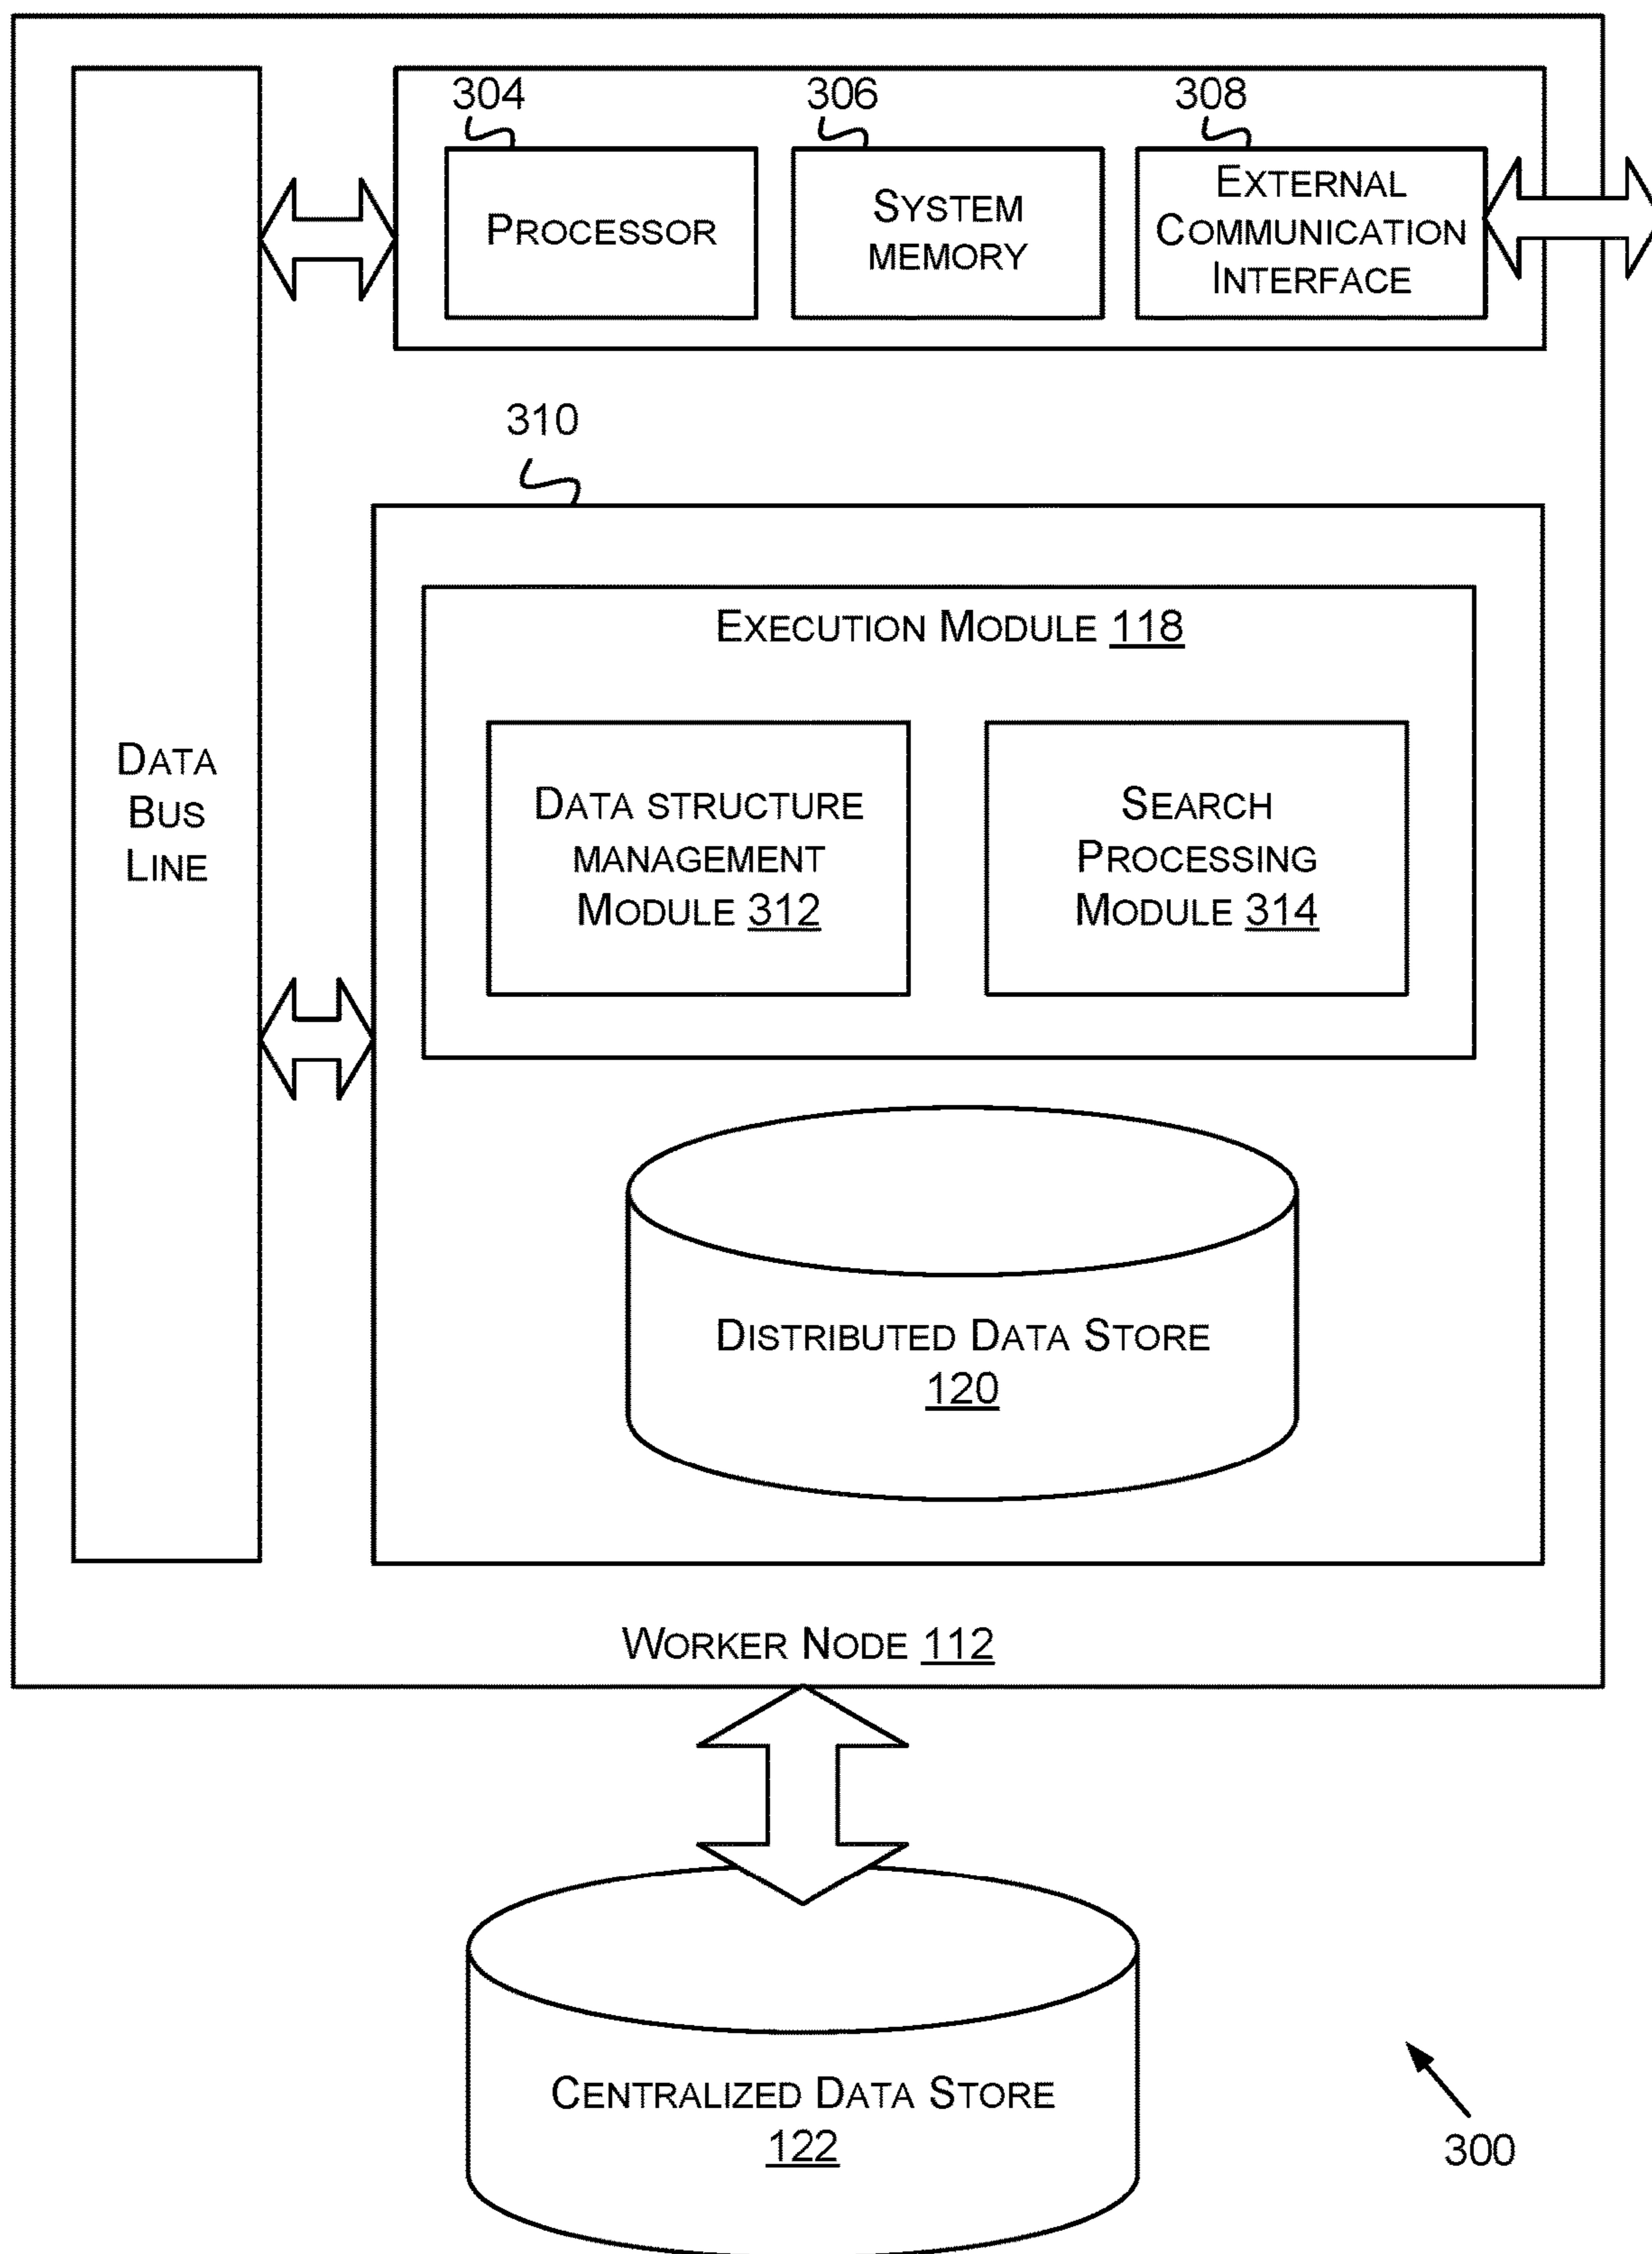 304
306
308
PROCESSOR
SYSTEM
MEMORY
EXTERNAL
COMMUNICATION
INTERFACE
310
EXECUTION MODULE 118
DATA
BUS
LINE
DATA STRUCTURE
MANAGEMENT
MODULE 312
SEARCH
PROCESSING
MODULE 314
DISTRIBUTED DATA STORE
120
WORKER NODE 112
CENTRALIZED DATA STORE
122
300